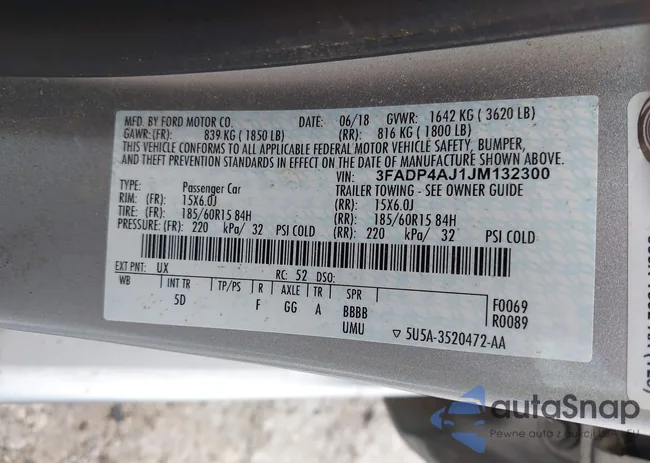 MFD. BY FORD MOTOR CO. DATE: 06/18 GVWR: 1642 KG ( 3620 LB)
GAWR:(FR): 839 KG ( 1850 LB) (RR): 816 KG ( 1800 LB)
THIS VEHICLE CONFORMS TO ALL APPLICABLE FEDERAL MOTOR VEHICLE SAFETY, BUMPER,
AND THEFT PREVENTION STANDARDS IN EFFECT ON THE DATE OF MANUFACTURE SHOWN ABOVE.
VIN: 3FADP4AJ1JM132300
TYPE: Passenger Car TRAILER TOWING - SEE OWNER GUIDE
RIM: (FR) 15X6.0J (RR): 15X6.0J
TIRE: (FR) 185/60R15 84H (RR): 185/60R15 84H
PRESSURE:(FR) 220 kPa/ 32 PSI COLD (RR): 220 kPa/ 32 PSI COLD
EXT PNT: UX RC: 52 DSO:
WB INT TR TP/PS R AXLE TR SPR
5D F GG A BBBB
UMU
F0069
R0089
▽ 5U5A-3520472-AA
autoSnap
Pewne auto z aukcji